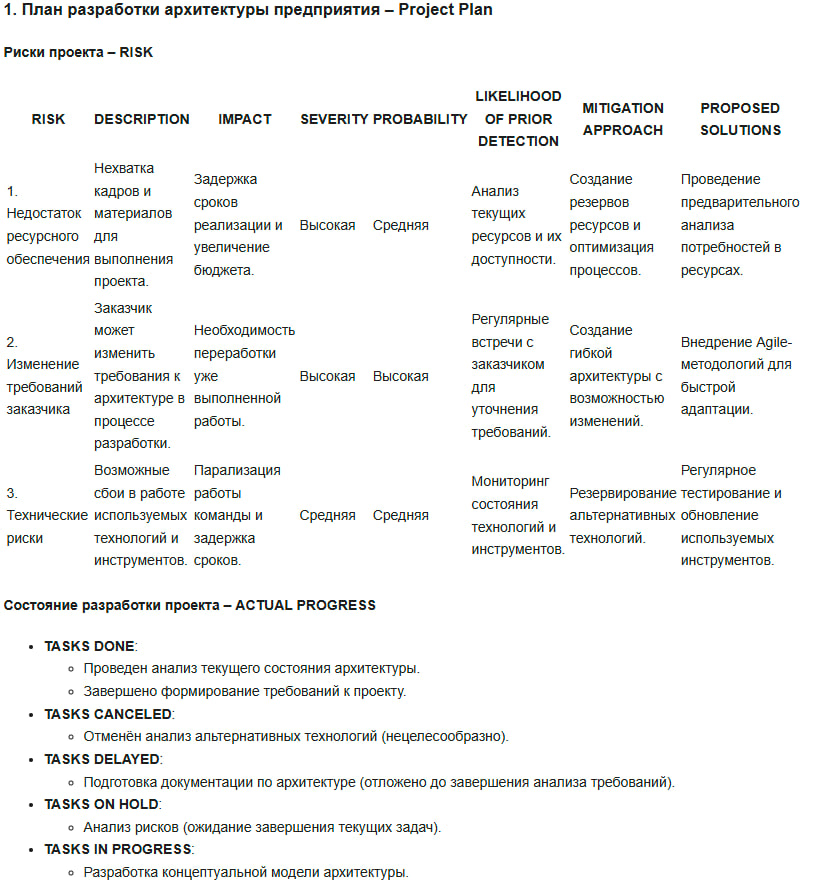 1. План разработки архитектуры предприятия – Project Plan
Риски проекта – RISK
RISK
DESCRIPTION
IMPACT
SEVERITY
PROBABILITY
LIKELIHOOD
OF PRIOR
DETECTION
MITIGATION
APPROACH
PROPOSED
SOLUTIONS
1.
Недостаток
ресурсного
обеспечения
Нехватка
кадров и
материалов
для
выполнения
проекта.
Задержка
сроков
реализации и
увеличение
бюджета.
Высокая
Средняя
Анализ
текущих
ресурсов и их
доступности.
Создание
резервов
ресурсов и
оптимизация
процессов.
Проведение
предварительного
анализа
потребностей в
ресурсах.
2.
Изменение
требований
заказчика
Заказчик
может
изменить
требования к
архитектуре в
процессе
разработки.
Необходимость
переработки
уже
выполненной
работы.
Высокая
Высокая
Регулярные
встречи с
заказчиком
для
уточнения
требований.
Создание
гибкой
архитектуры с
возможностью
изменений.
Внедрение Agile-
методологий для
быстрой
адаптации.
3.
Технические
риски
Возможные
сбои в работе
используемых
технологий и
инструментов.
Парализация
работы
команды и
задержка
сроков.
Средняя
Средняя
Мониторинг
состояния
технологий и
инструментов.
Резервирование
альтернативных
технологий.
Регулярное
тестирование и
обновление
используемых
инструментов.
Состояние разработки проекта – ACTUAL PROGRESS
• TASKS DONE:
◦ Проведен анализ текущего состояния архитектуры.
◦ Завершено формирование требований к проекту.
• TASKS CANCELED:
◦ Отменён анализ альтернативных технологий (нецелесообразно).
• TASKS DELAYED:
◦ Подготовка документации по архитектуре (отложено до завершения анализа требований).
• TASKS ON HOLD:
◦ Анализ рисков (ожидание завершения текущих задач).
• TASKS IN PROGRESS:
◦ Разработка концептуальной модели архитектуры.